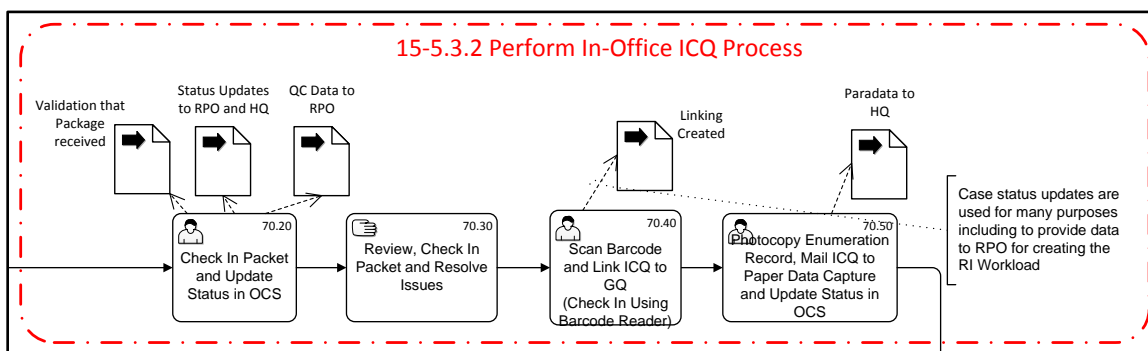 15-5.3.2 Perform In-Office ICQ Process
Validation that
Package
received
Status Updates
to RPO and HQ
QC Data to
RPO
Linking
Created
Paradata to
HQ
Case status updates are
used for many purposes
including to provide data
to RPO for creating the
RI Workload
70.20
Check In Packet
and Update
Status in OCS
70.30
Review, Check In
Packet and Resolve
Issues
70.40
Scan Barcode
and Link ICQ to
GQ
(Check In Using
Barcode Reader)
70.50
Photocopy Enumeration
Record, Mail ICQ to
Paper Data Capture
and Update Status in
OCS